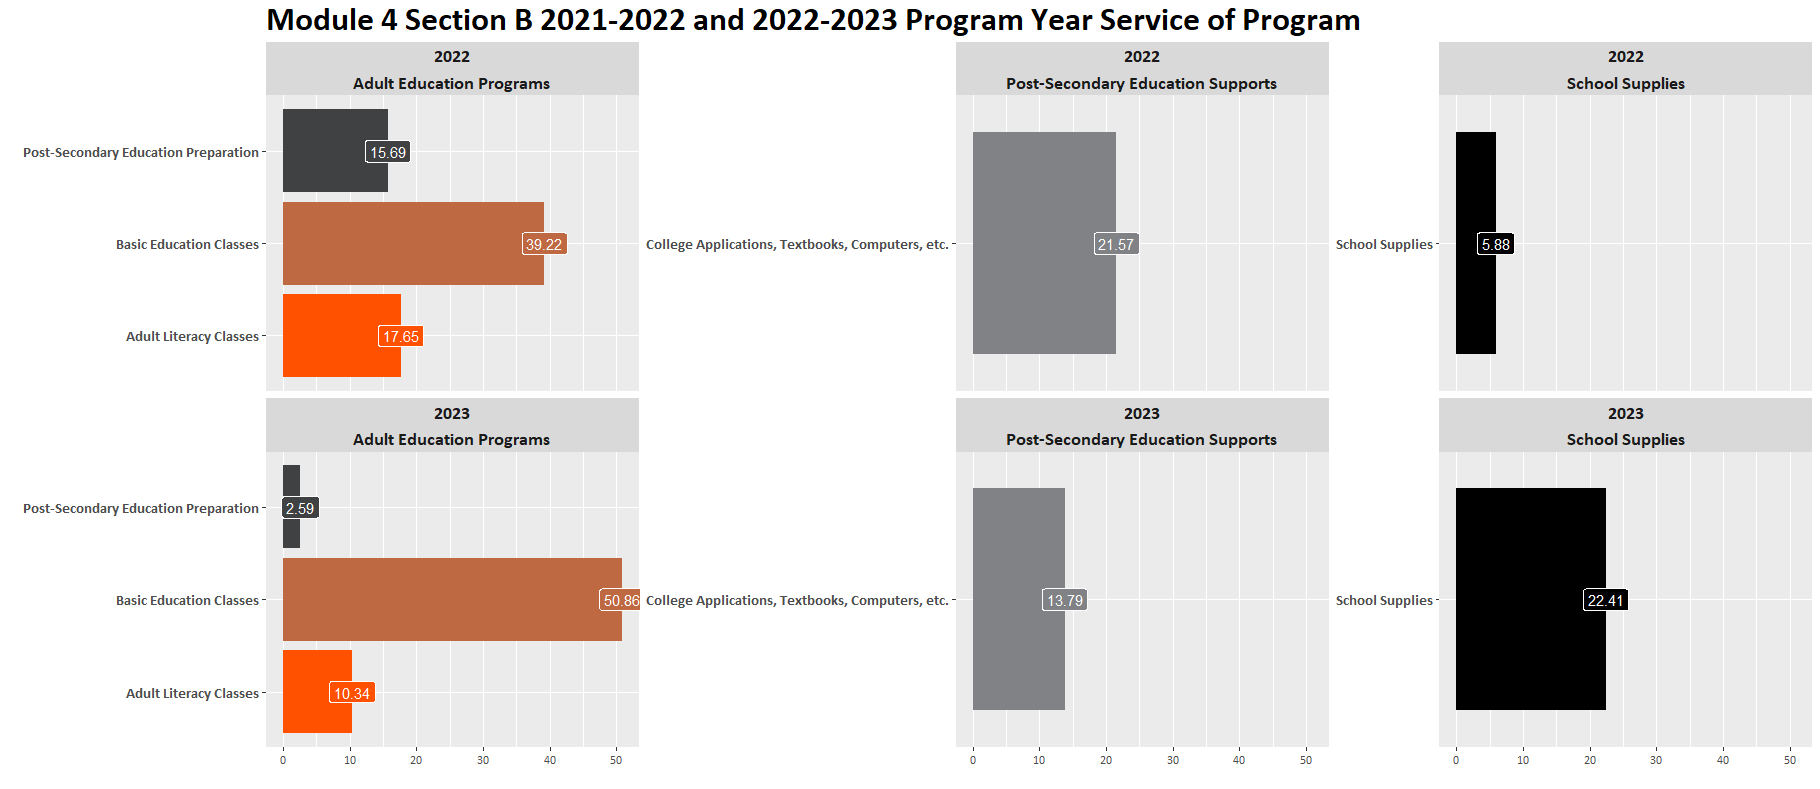 Module 4 Section B 2021-2022 and 2022-2023 Program Year Service of Program
2022
Adult Education Programs
2022
Post-Secondary Education Supports
2022
School Supplies
Post-Secondary Education Preparation
15.69
Basic Education Classes
39.22
College Applications, Textbooks, Computers, etc.
21.57
School Supplies
5.88
Adult Literacy Classes
17.65
2023
Adult Education Programs
2023
Post-Secondary Education Supports
2023
School Supplies
Post-Secondary Education Preparation
2.59
Basic Education Classes
50.86
College Applications, Textbooks, Computers, etc.
13.79
School Supplies
22.41
Adult Literacy Classes
10.34
0 10 20 30 40 50
0 10 20 30 40 50
0 10 20 30 40 50